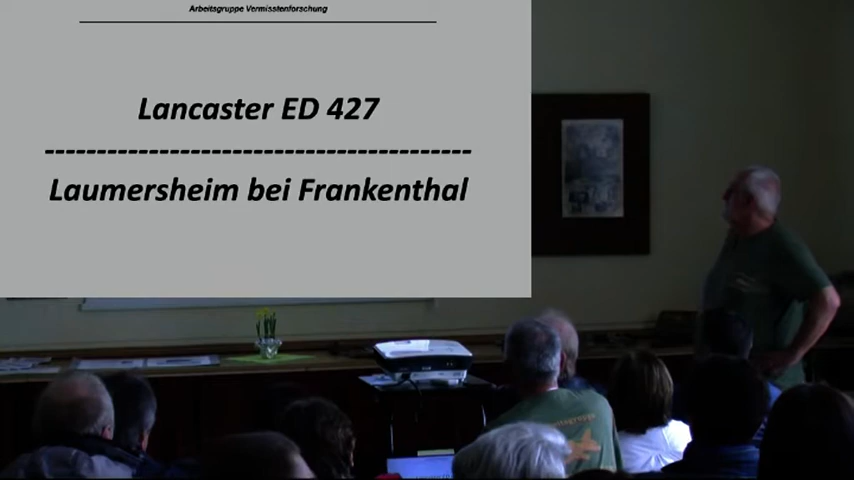 Arbeitsgruppe Vermisstenforschung
Lancaster ED 427
----------------------------------------
Laumersheim bei Frankenthal